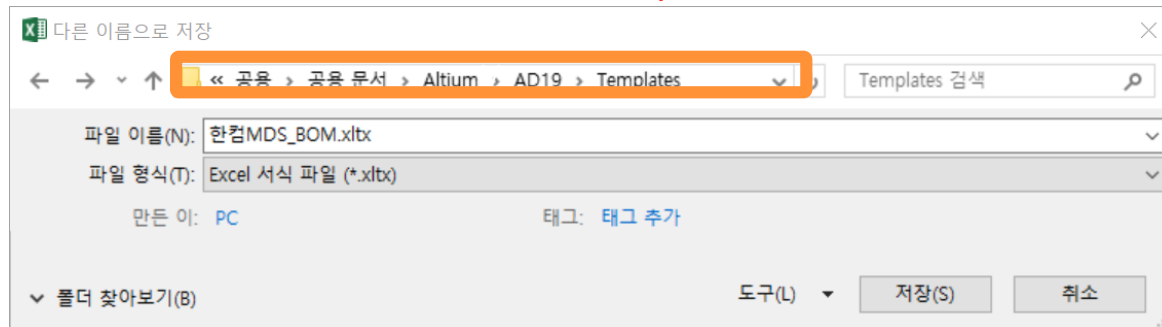 다른 이름으로 저장
« 공용 › 공용 문서 › Altium › AD19 › Templates
Templates 검색
파일 이름(N): 한컴MDS_BOM.xltx
파일 형식(T): Excel 서식 파일 (*.xltx)
만든 이: PC 태그: 태그 추가
폴더 찾아보기(B) 도구(L) 저장(S) 취소